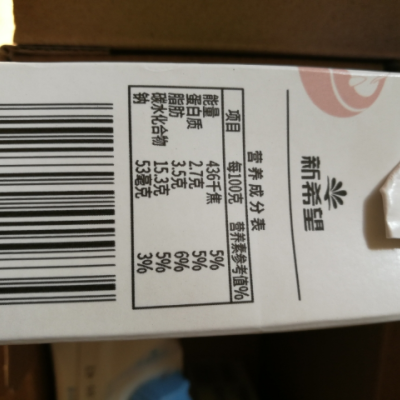 新希望
营养成分表
项目 每100克 营养素参考值%
能量 436千焦 5%
蛋白质 2.7克 5%
脂肪 3.5克 6%
碳水化合物 15.3克 5%
钠 53毫克 3%